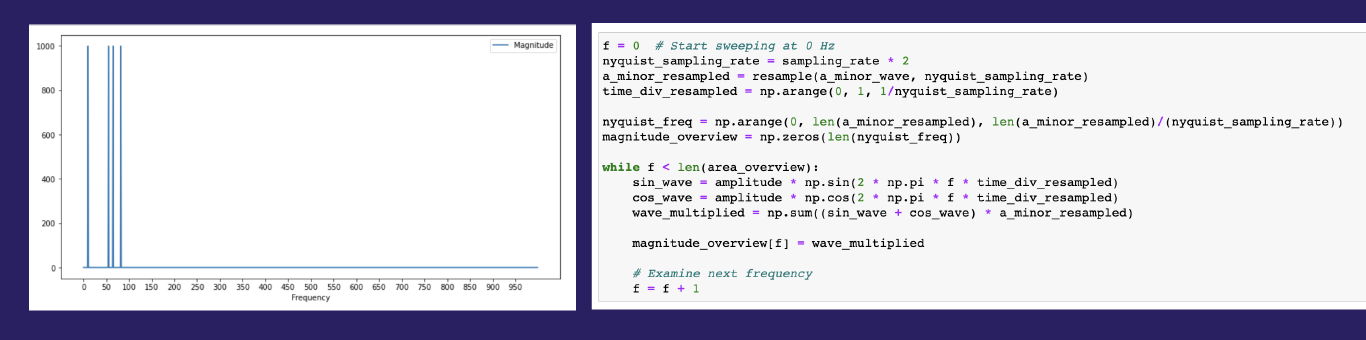 1000
800
600
400
200
0
0 50 100 150 200 250 300 350 400 450 500 550 600 650 700 750 800 850 900 950
Frequency
Magnitude
f = 0  # Start sweeping at 0 Hz
nyquist_sampling_rate = sampling_rate * 2
a_minor_resampled = resample(a_minor_wave, nyquist_sampling_rate)
time_div_resampled = np.arange(0, 1, 1/nyquist_sampling_rate)
nyquist_freq = np.arange(0, len(a_minor_resampled), len(a_minor_resampled)/(nyquist_sampling_rate))
magnitude_overview = np.zeros(len(nyquist_freq))
while f < len(area_overview):
    sin_wave = amplitude * np.sin(2 * np.pi * f * time_div_resampled)
    cos_wave = amplitude * np.cos(2 * np.pi * f * time_div_resampled)
    wave_multiplied = np.sum((sin_wave + cos_wave) * a_minor_resampled)
    magnitude_overview[f] = wave_multiplied
    # Examine next frequency
    f = f + 1